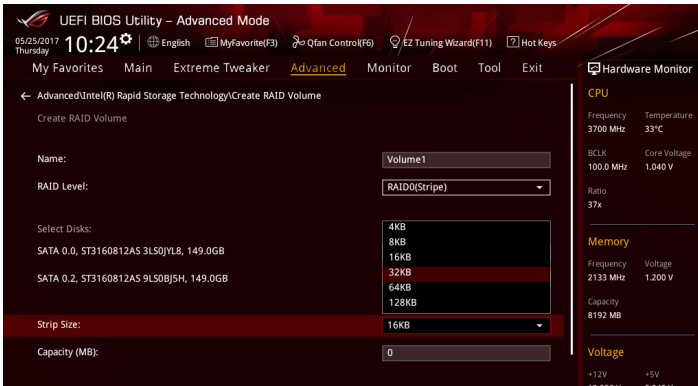 UEFI BIOS Utility – Advanced Mode
05/25/2017 Thursday 10:24 English MyFavorite(F3) Qfan Control(F6) EZ Tuning Wizard(F11) ? Hot Keys
My Favorites Main Extreme Tweaker Advanced Monitor Boot Tool Exit
← Advanced\Intel(R) Rapid Storage Technology\Create RAID Volume
Create RAID Volume
Name: Volume1
RAID Level: RAID0(Stripe)
Select Disks:
SATA 0.0, ST3160812AS 3LS0JYL8, 149.0GB
SATA 0.2, ST3160812AS 9LS0BJ5H, 149.0GB
4KB
8KB
16KB
32KB
64KB
128KB
Strip Size: 16KB
Capacity (MB): 0
Hardware Monitor
CPU
Frequency Temperature
3700 MHz 33°C
BCLK Core Voltage
100.0 MHz 1.040 V
Ratio
37x
Memory
Frequency Voltage
2133 MHz 1.200 V
Capacity
8192 MB
Voltage
+12V +5V